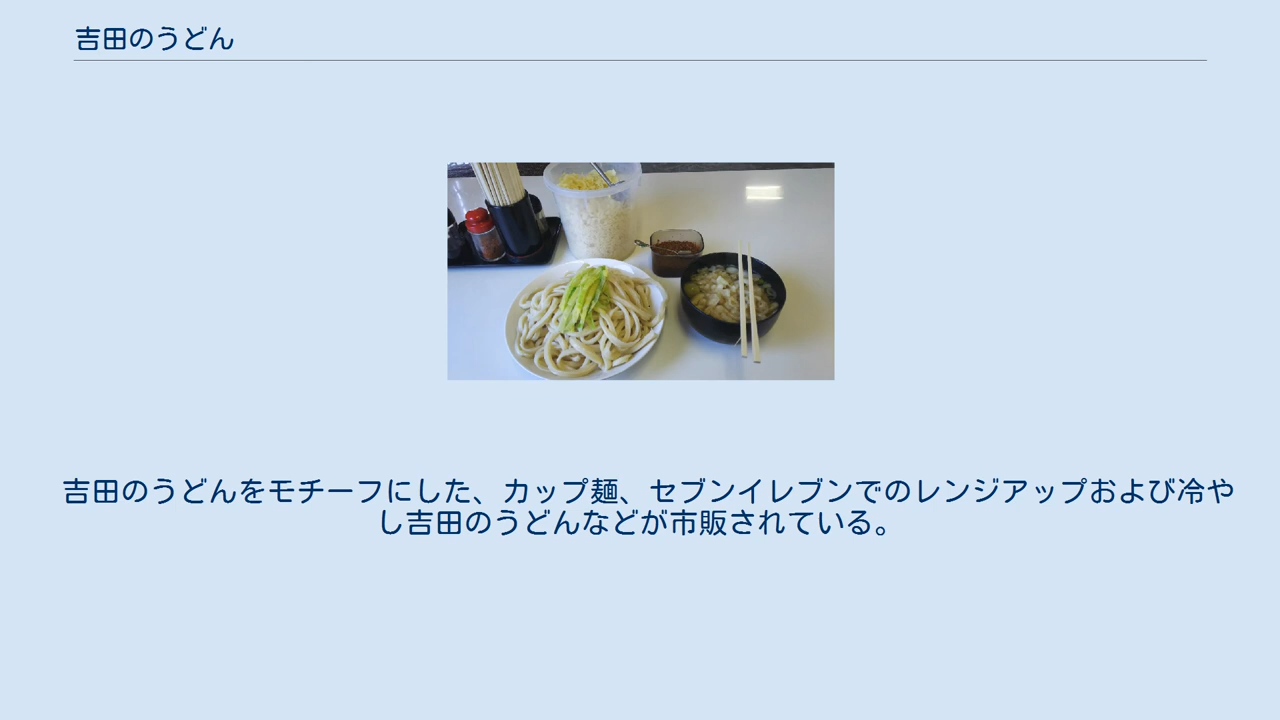 吉田のうどん
吉田のうどんをモチーフにした、カップ麺、セブンイレブンでのレンジアップおよび冷や
し吉田のうどんなどが市販されている。